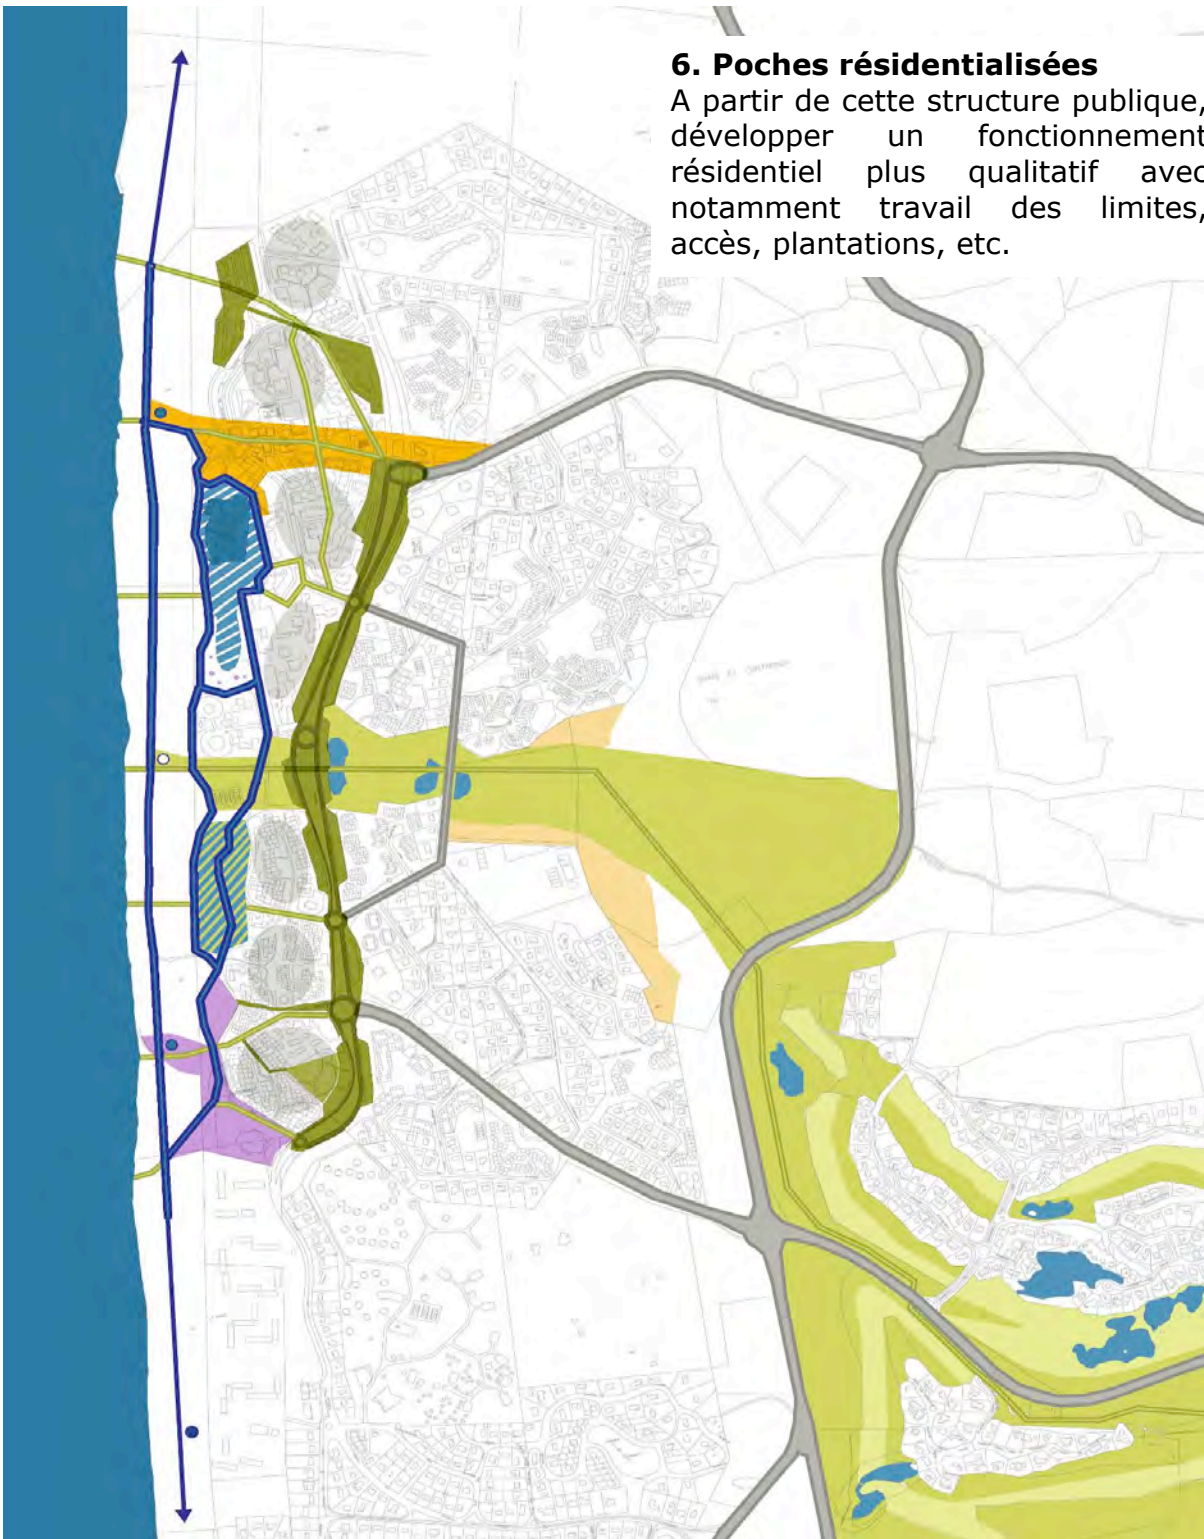 6. Poches résidentialisées
A partir de cette structure publique,
développer un fonctionnement
résidentiel plus qualitatif avec
notamment travail des limites,
accès, plantations, etc.